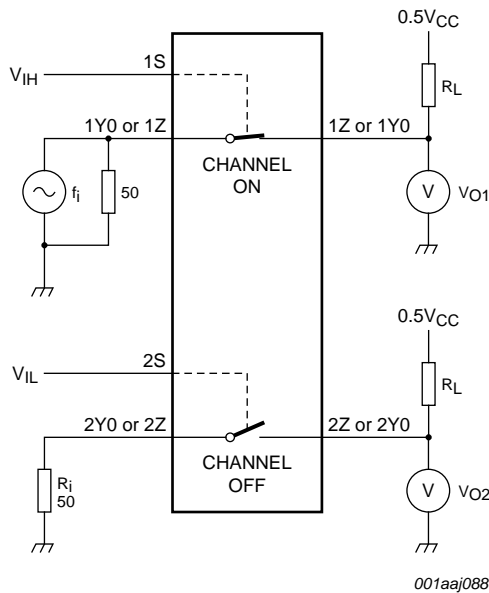 0.5VCC
1S
VIH
RL
1Y0 or 1Z
1Z or 1Y0
CHANNEL
ON
fi
50
V
VO1
0.5VCC
2S
VIL
RL
2Y0 or 2Z
2Z or 2Y0
CHANNEL
OFF
Ri
50
V
VO2
001aaj088